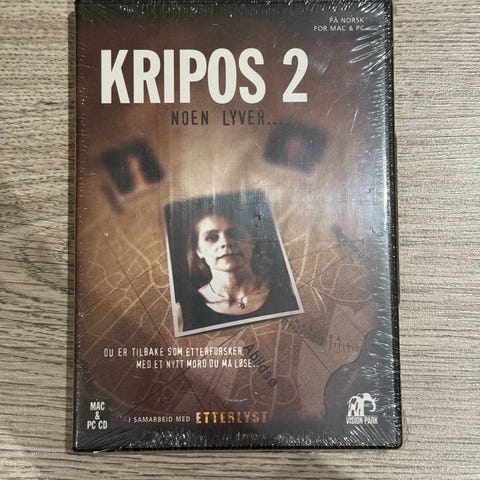 PÅ NORSK
FOR MAC & PC
KRIPOS 2
NOEN LYVER...
Abildsø
DU ER TILBAKE SOM ETTERFORSKER,
MED ET NYTT MORD DU MÅ LØSE...
MAC
&
PC CD
I SAMARBEID MED ETTERLYST
VISION PARK